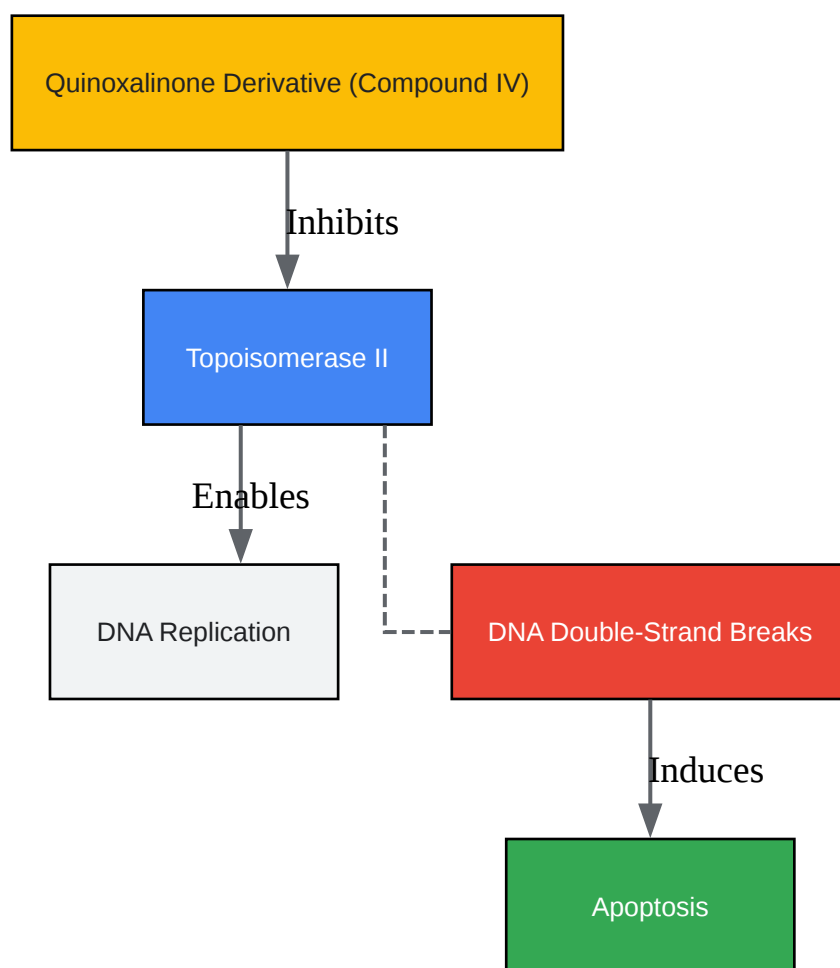 Quinoxalinone Derivative (Compound IV)
Inhibits
Topoisomerase II
Enables
DNA Replication
DNA Double-Strand Breaks
Induces
Apoptosis